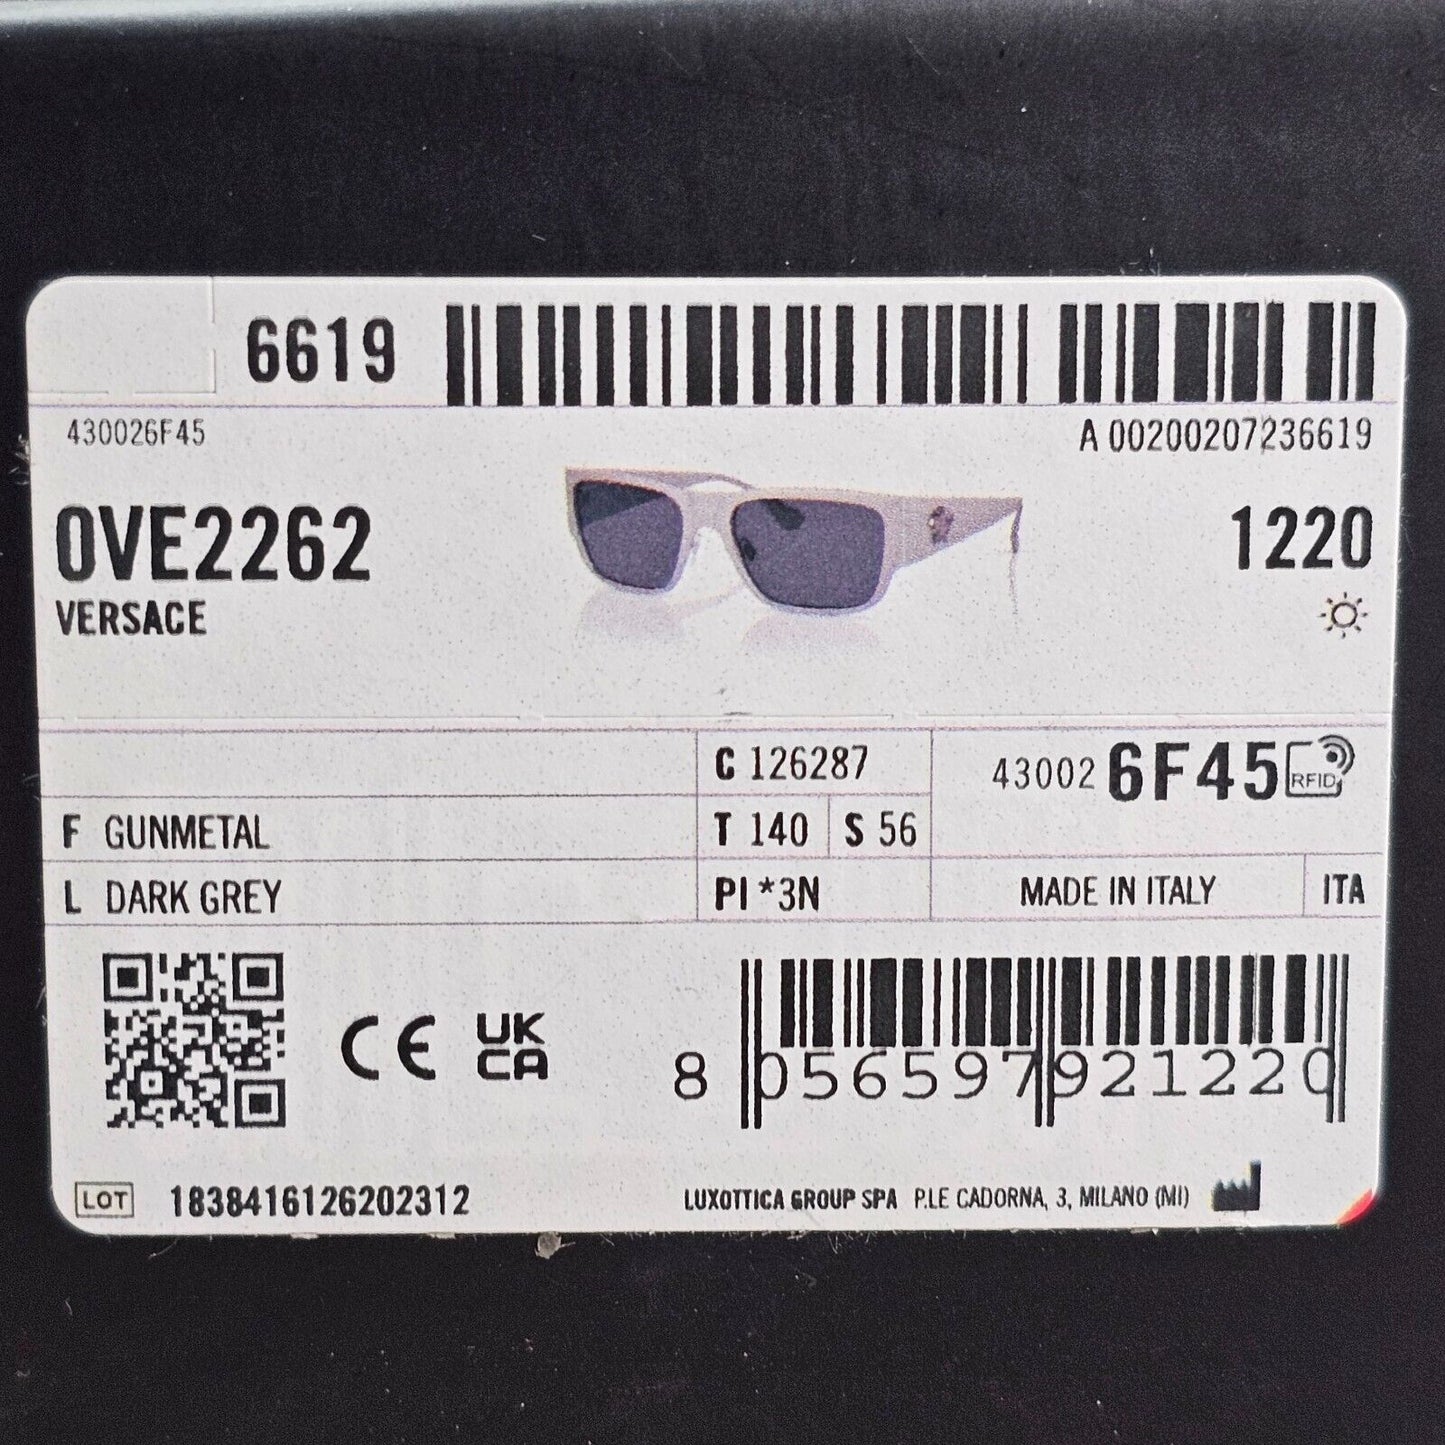 6619
430026F45
A 00200207236619
0VE2262
1220
VERSACE
C 126287
43002 6F45 RFID
F GUNMETAL
T 140 S 56
L DARK GREY
PI *3N
MADE IN ITALY
ITA
CE
UK
CA
8 056597 921220
LOT 1838416126202312
LUXOTTICA GROUP SPA P.LE CADORNA, 3, MILANO (MI)